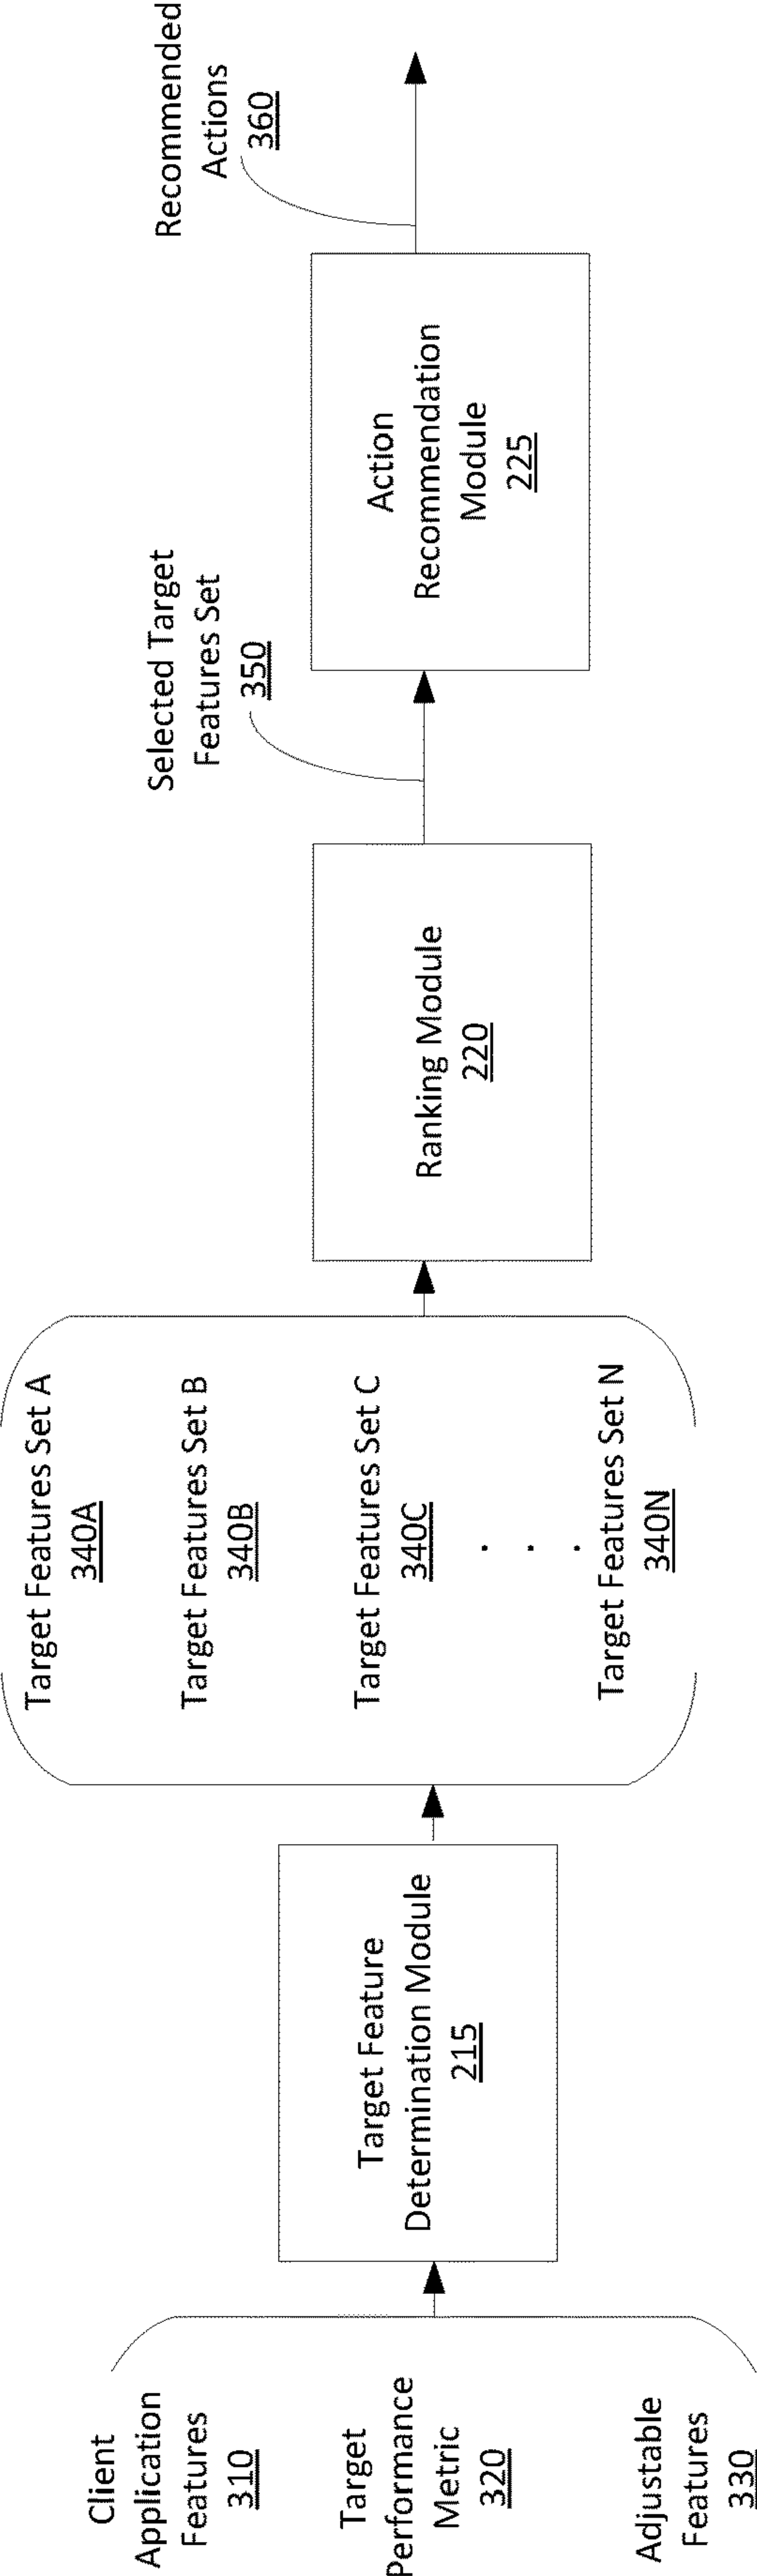 Client
Application
Features
310
Target
Performance
Metric
320
Adjustable
Features
330
Target Feature
Determination Module
215
Target Features Set A
340A
Target Features Set B
340B
Target Features Set C
340C
. . .
Target Features Set N
340N
Ranking Module
220
Selected Target
Features Set
350
Action
Recommendation
Module
225
Recommended
Actions
360